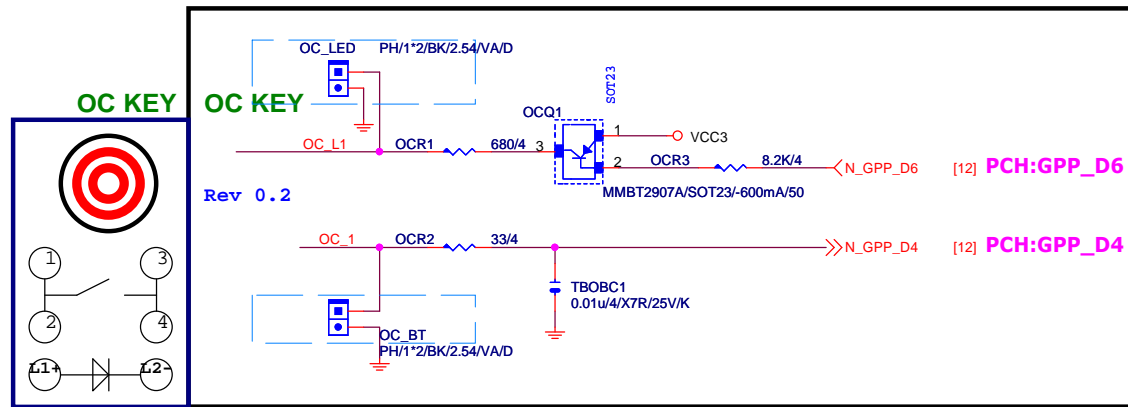 OC_LED PH/1*2/BK/2.54/VA/D
SOT23
OC KEY OC KEY
OCQ1
1 VCC3
OC_L1 OCR1 680/4 3
2 OCR3 8.2K/4 N_GPP_D6 [12] PCH:GPP_D6
Rev 0.2
MMBT2907A/SOT23/-600mA/50
OC_1 OCR2 33/4 N_GPP_D4 [12] PCH:GPP_D4
1 3
TBOBC1
0.01u/4/X7R/25V/K
2 4
OC_BT
PH/1*2/BK/2.54/VA/D
L1+ L2-